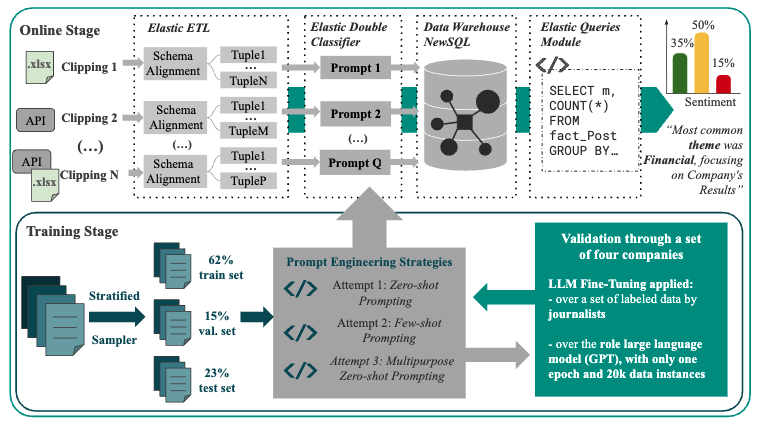 Online Stage
Elastic ETL
Elastic Double
Classifier
Data Warehouse
NewSQL
Elastic Queries
Module
.xlsx
Clipping 1
Schema
Alignment
Tuple1
...
TupleN
Prompt 1
API
Clipping 2
Schema
Alignment
Tuple1
...
TupleM
Prompt 2
(...)
(...)
(...)
API
.xlsx
Clipping N
Schema
Alignment
Tuple1
...
TupleP
Prompt Q
</>
SELECT m,
COUNT(*)
FROM
fact_Post
GROUP BY…
35%
50%
15%
Sentiment
“Most common
theme was
Financial, focusing
on Company's
Results”
Training Stage
Stratified
Sampler
62%
train set
15%
val. set
23%
test set
Prompt Engineering Strategies
</>
Attempt 1: Zero-shot
Prompting
</>
Attempt 2: Few-shot
Prompting
</>
Attempt 3: Multipurpose
Zero-shot Prompting
Validation through a set
of four companies
LLM Fine-Tuning applied:
- over a set of labeled data by
journalists
- over the role large language
model (GPT), with only one
epoch and 20k data instances